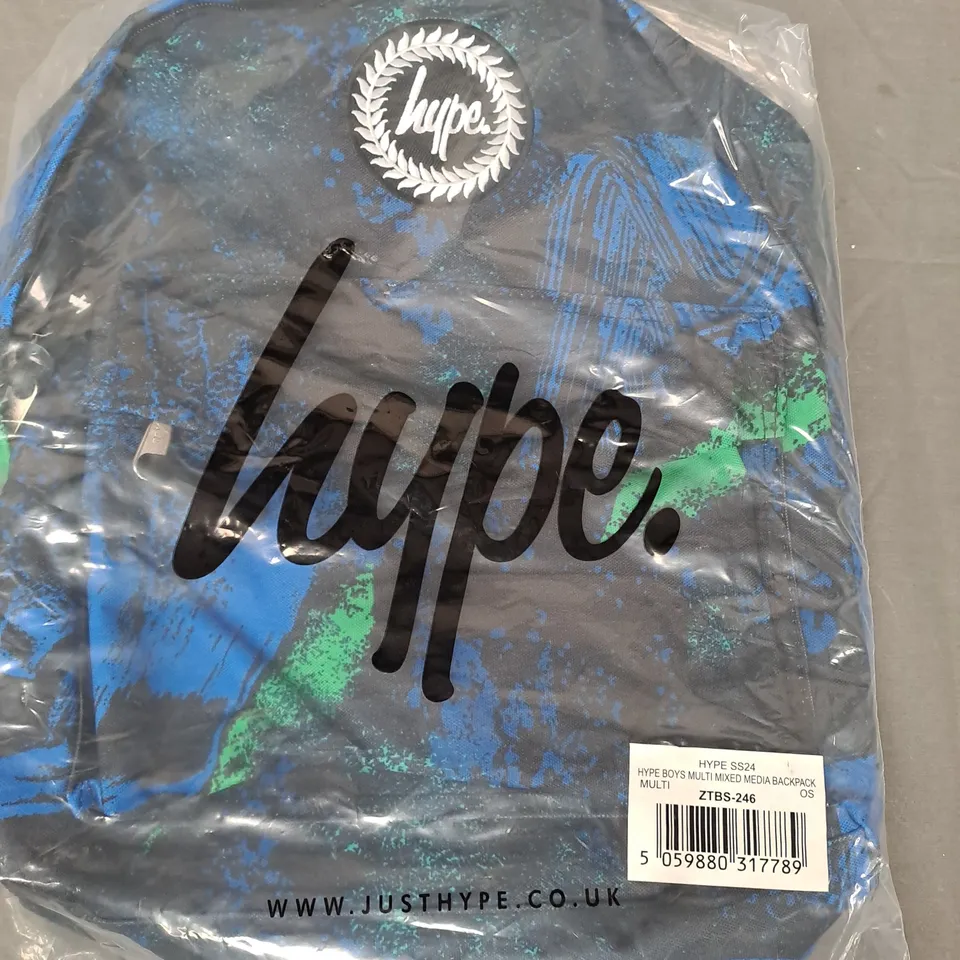 hype.
hype.
HYPE SS24
HYPE BOYS MULTI MIXED MEDIA BACKPACK
MULTI OS
ZTBS-246
5 059880 317789
WWW.JUSTHYPE.CO.UK